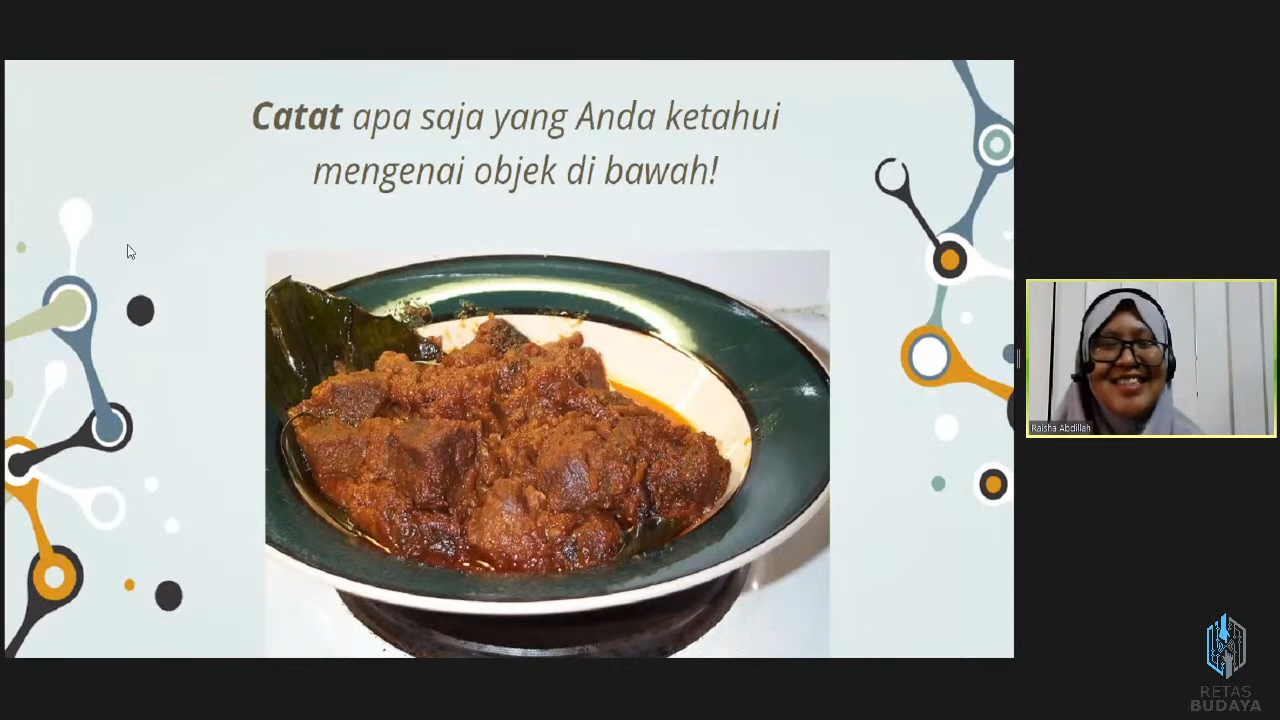 Catat apa saja yang Anda ketahui
mengenai objek di bawah!
Raisha Abdillah
RETAS
BUDAYA